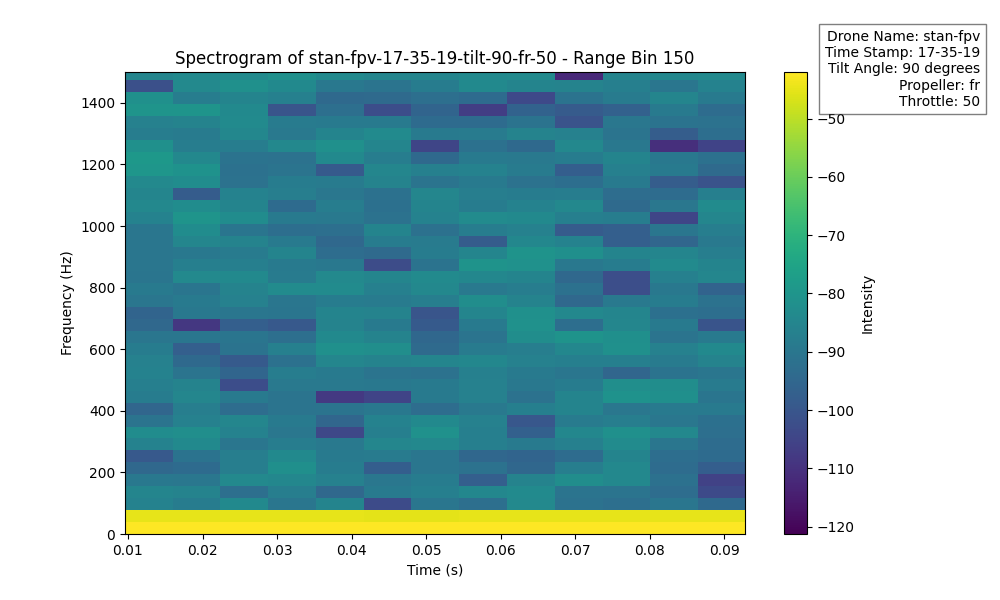 Drone Name: stan-fpv
Time Stamp: 17-35-19
Tilt Angle: 90 degrees
Propeller: fr
Throttle: 50
Spectrogram of stan-fpv-17-35-19-tilt-90-fr-50 - Range Bin 150
1400
1200
1000
800
600
400
200
0
Frequency (Hz)
0.01 0.02 0.03 0.04 0.05 0.06 0.07 0.08 0.09
Time (s)
−50
−60
−70
−80
−90
−100
−110
−120
Intensity